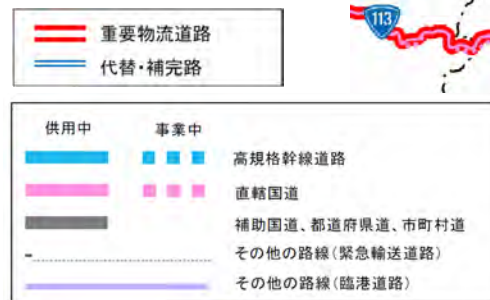 重要物流道路
代替・補完路
113
供用中 事業中
高規格幹線道路
直轄国道
補助国道、都道府県道、市町村道
その他の路線(緊急輸送道路)
その他の路線(臨港道路)